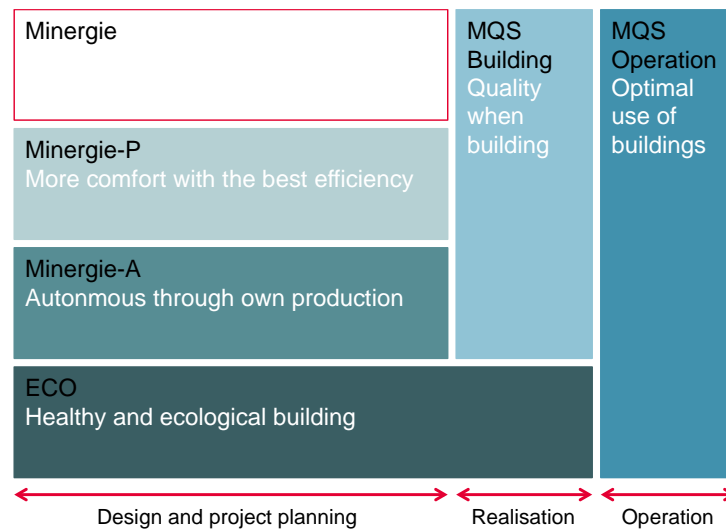 Minergie
Minergie-P
More comfort with the best efficiency
Minergie-A
Autonmous through own production
ECO
Healthy and ecological building
MQS
Building
Quality
when
building
MQS
Operation
Optimal
use of
buildings
Design and project planning
Realisation
Operation